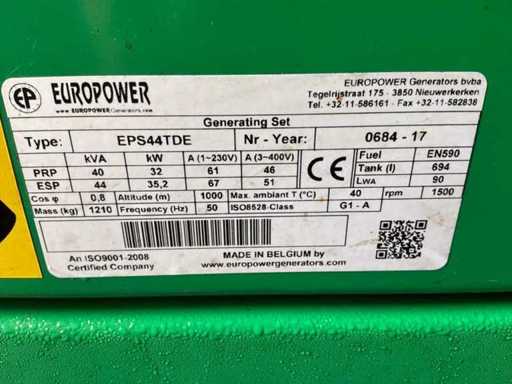 EP EUROPOWER
www.EUROPOWERGenerators.com
EUROPOWER Generators bvba
Tegelrijstraat 175 - 3850 Nieuwerkerken
Tel. +32-11-586161 - Fax +32-11-582838
Generating Set
Type: EPS44TDE Nr - Year: 0684 - 17
kVA kW A (1~230V) A (3~400V) CE Fuel EN590
PRP 40 32 61 46 Tank (l) 694
ESP 44 35,2 67 51 LWA 90
Cos φ 0,8 Altitude (m) 1000 Max. ambiant T (°C) 40 rpm 1500
Mass (kg) 1210 Frequency (Hz) 50 ISO8528-Class G1 - A
An ISO9001-2008
Certified Company
MADE IN BELGIUM by
www.europowergenerators.com